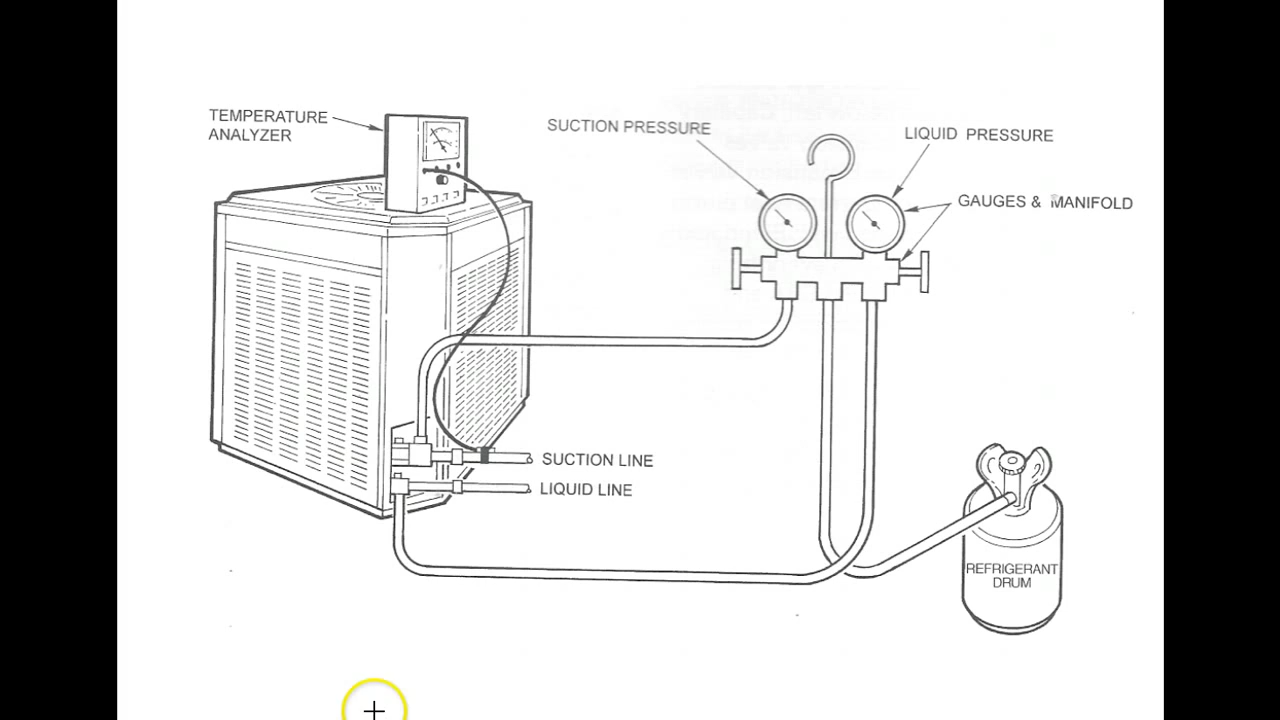 TEMPERATURE
ANALYZER
SUCTION PRESSURE
LIQUID PRESSURE
GAUGES & MANIFOLD
SUCTION LINE
LIQUID LINE
REFRIGERANT
DRUM